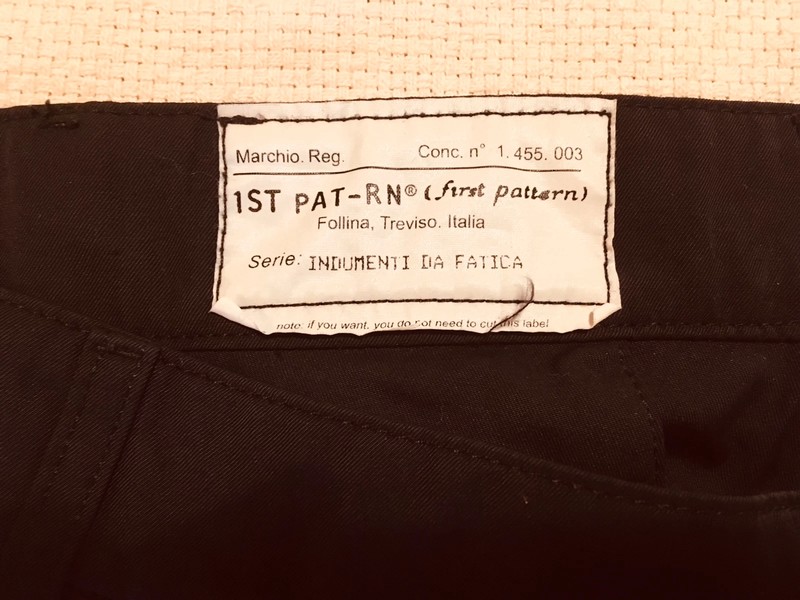 Marchio. Reg. Conc. n° 1. 455. 003
1ST PAT-RN® (first pattern)
Follina, Treviso. Italia
Serie: INDUMENTI DA FATICA
note: if you want, you do not need to cut this label